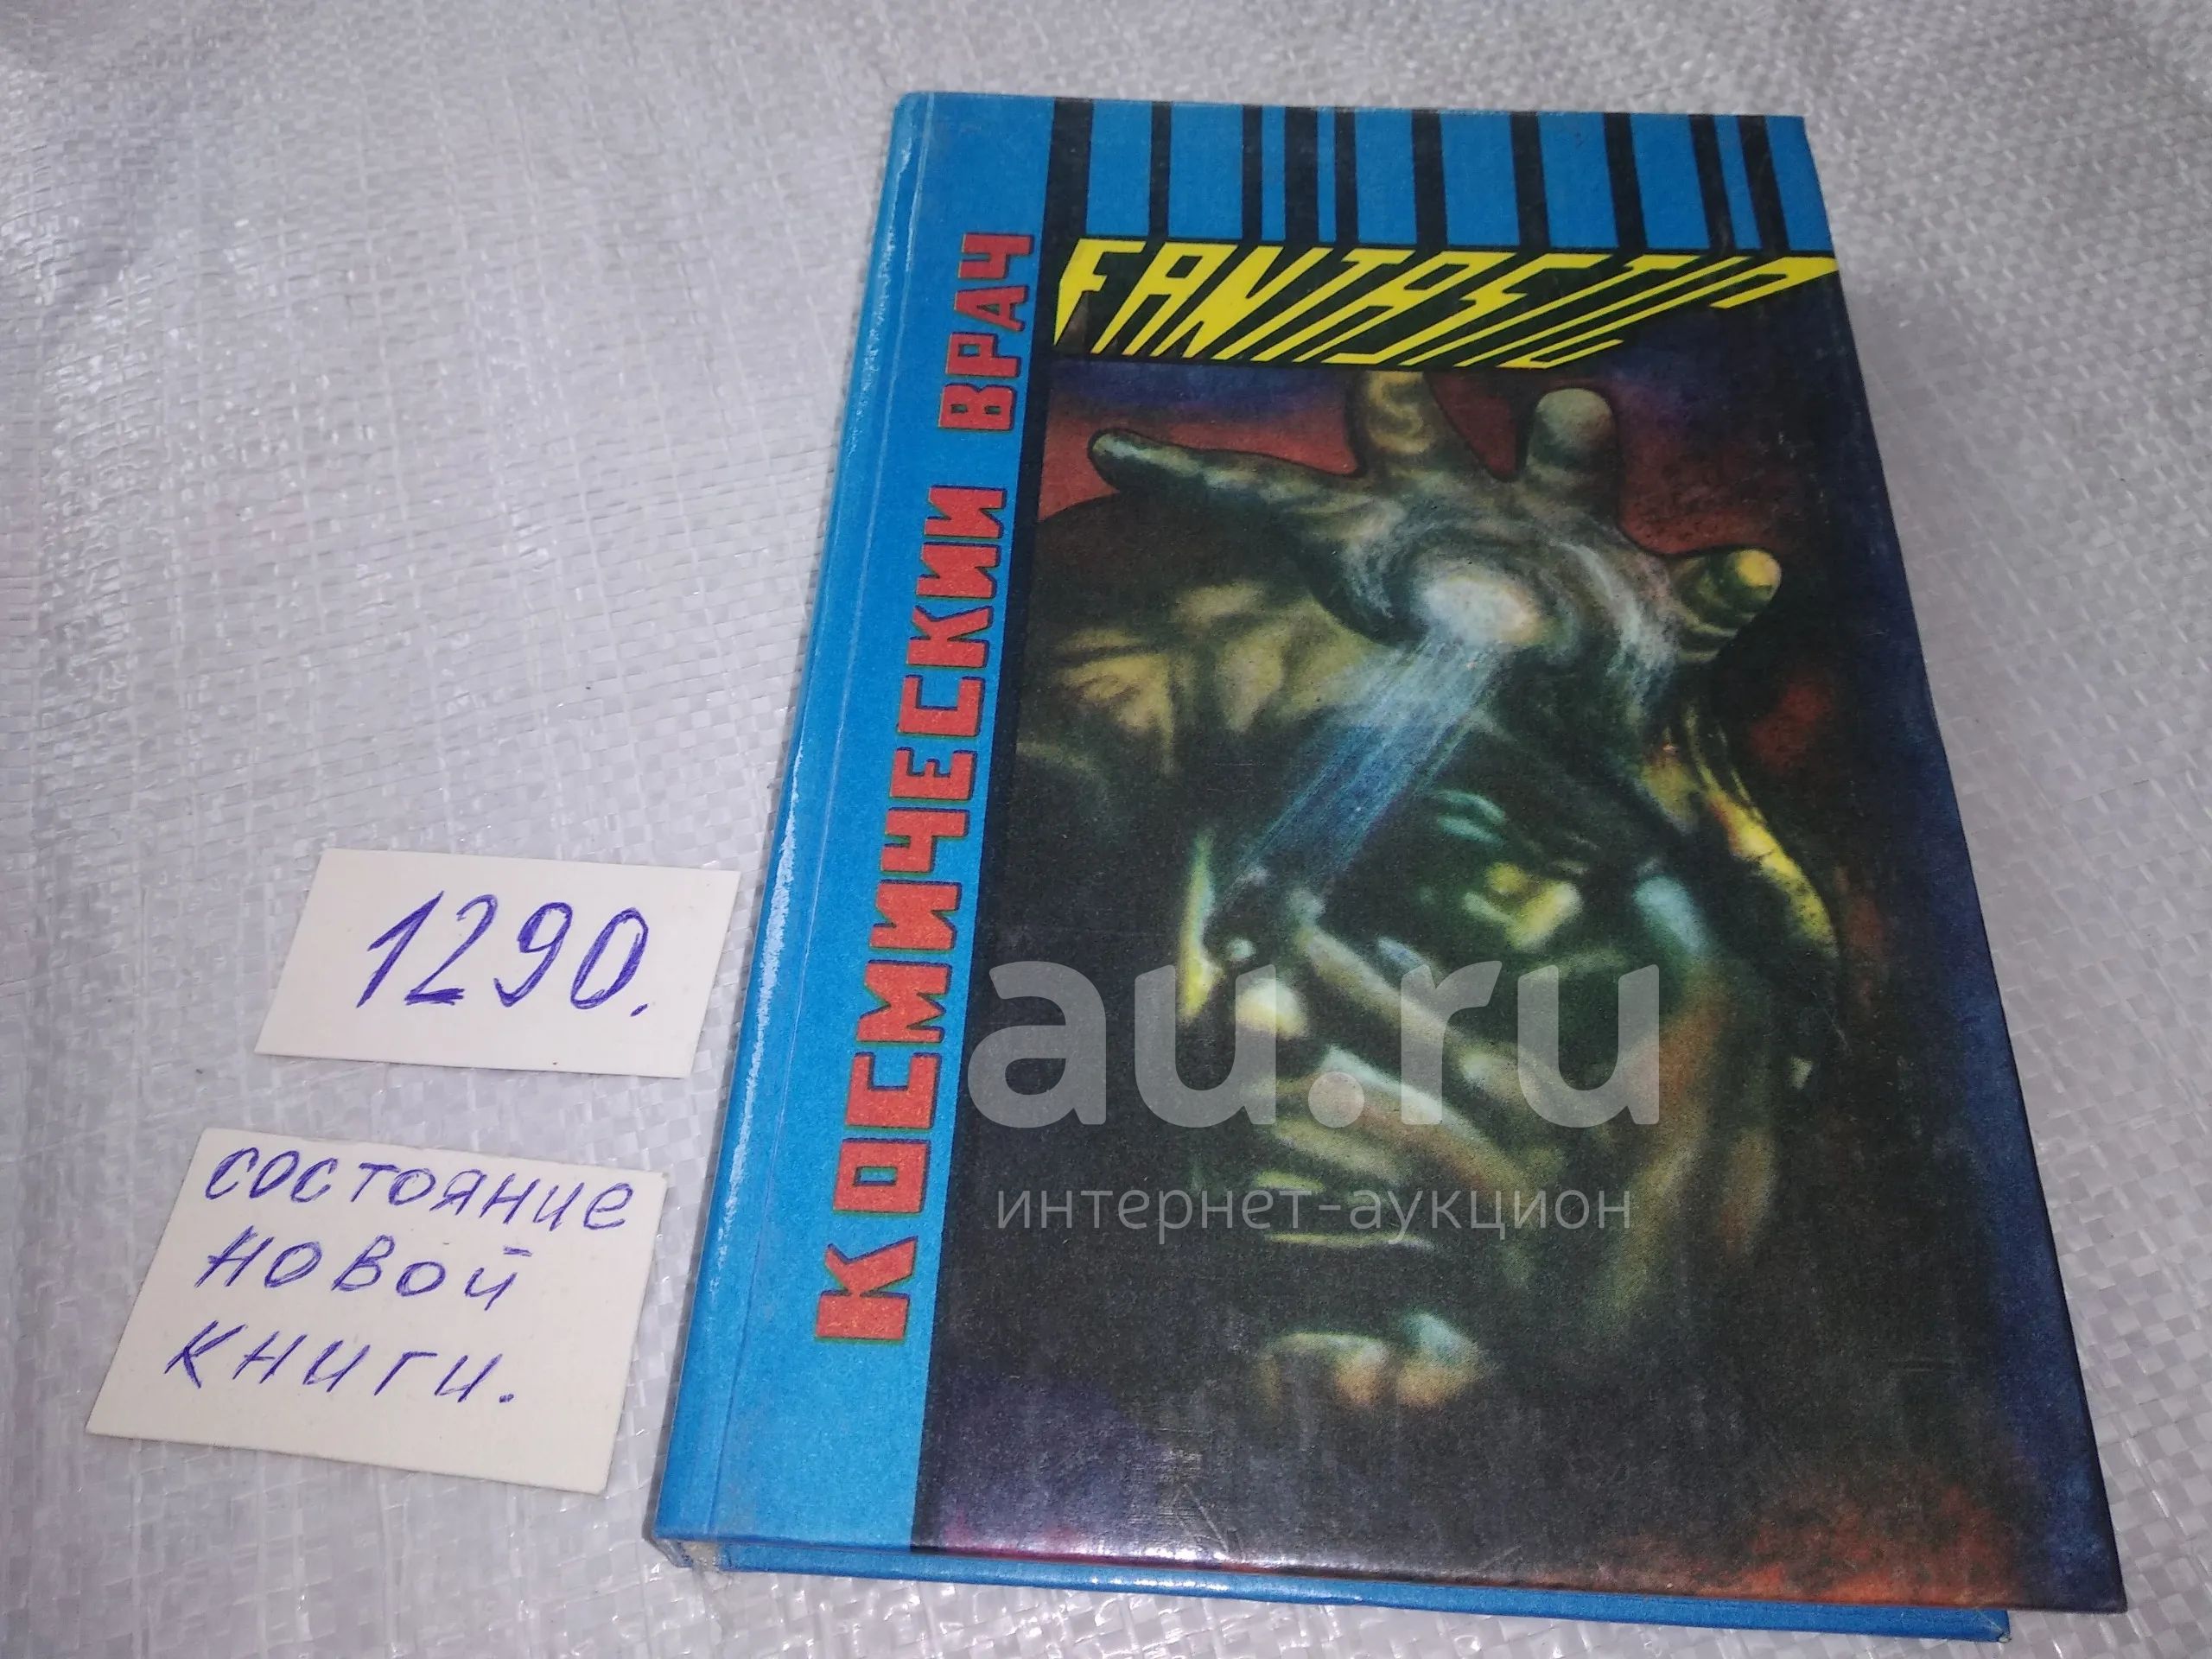 FANTASTIC
КОСМИЧЕСКИЙ ВРАЧ
1290.
состояние
новой
книги.
au.ru
интернет-аукцион